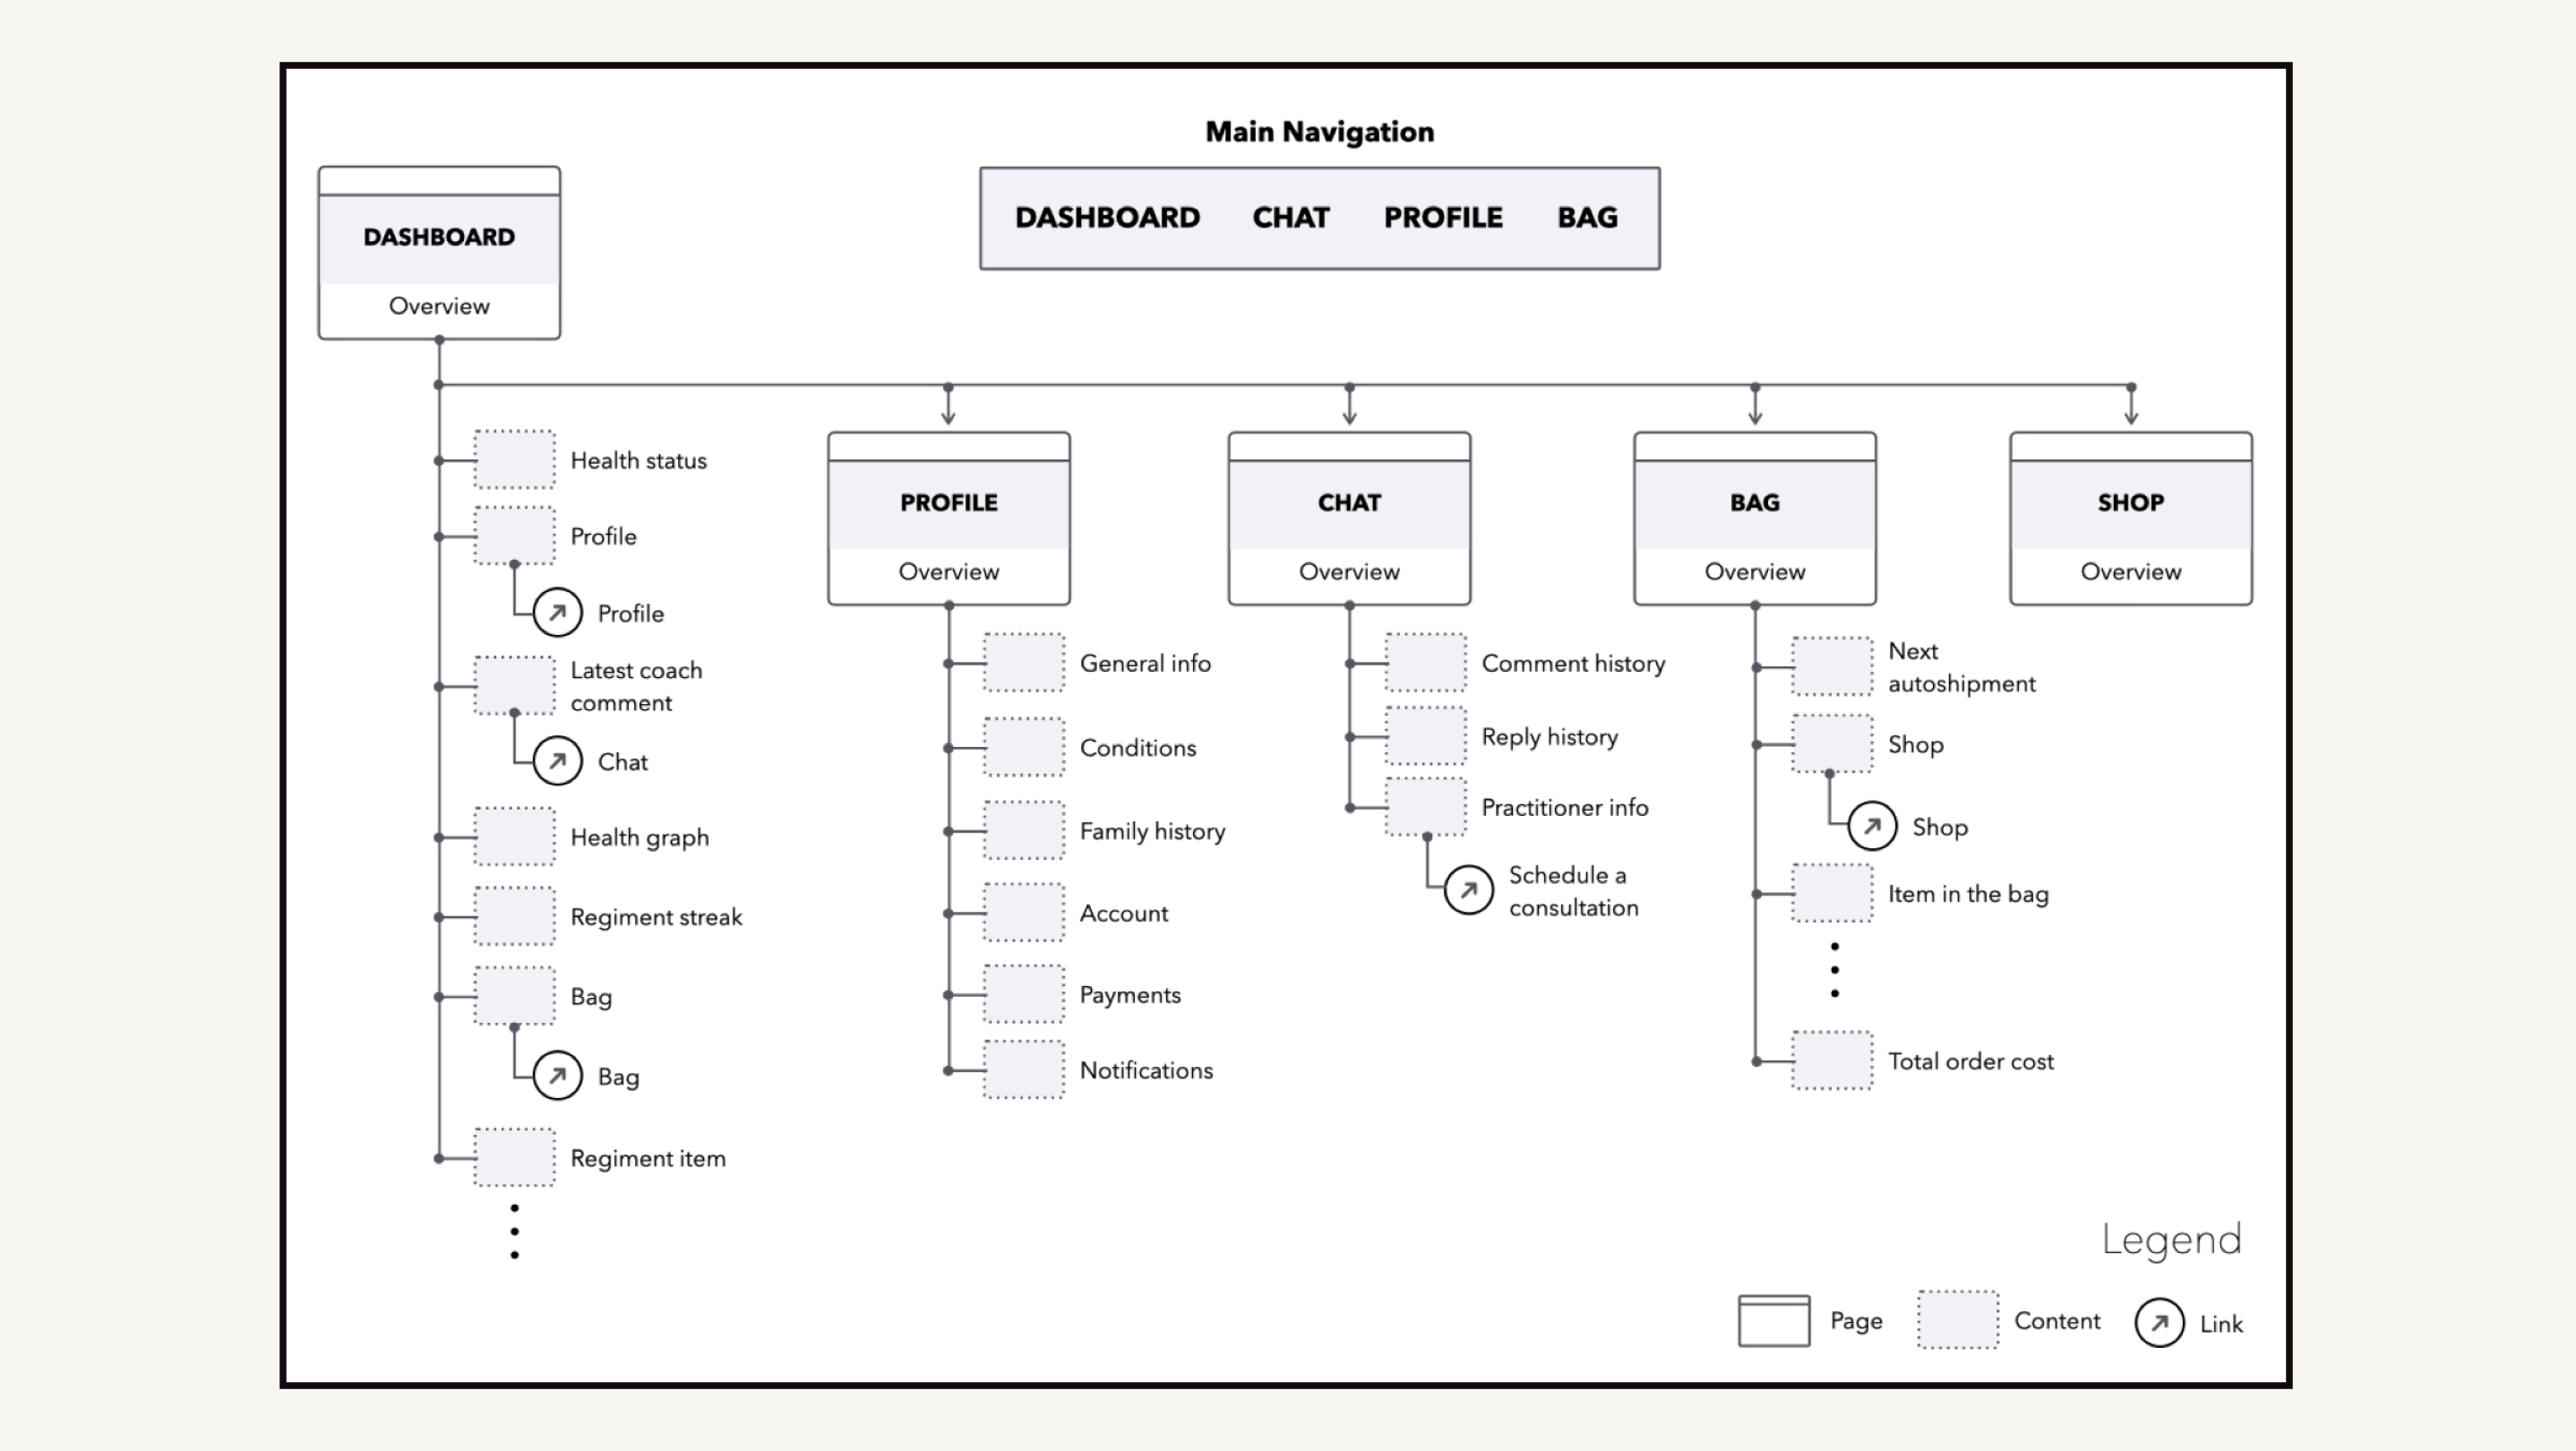 Main Navigation
DASHBOARD CHAT PROFILE BAG
DASHBOARD
Overview
Health status
Profile
Profile
Latest coach
comment
Chat
Health graph
Regiment streak
Bag
Bag
Regiment item
PROFILE
Overview
General info
Conditions
Family history
Account
Payments
Notifications
CHAT
Overview
Comment history
Reply history
Practitioner info
Schedule a
consultation
BAG
Overview
Next
autoshipment
Shop
Shop
Item in the bag
Total order cost
SHOP
Overview
Legend
Page
Content
Link